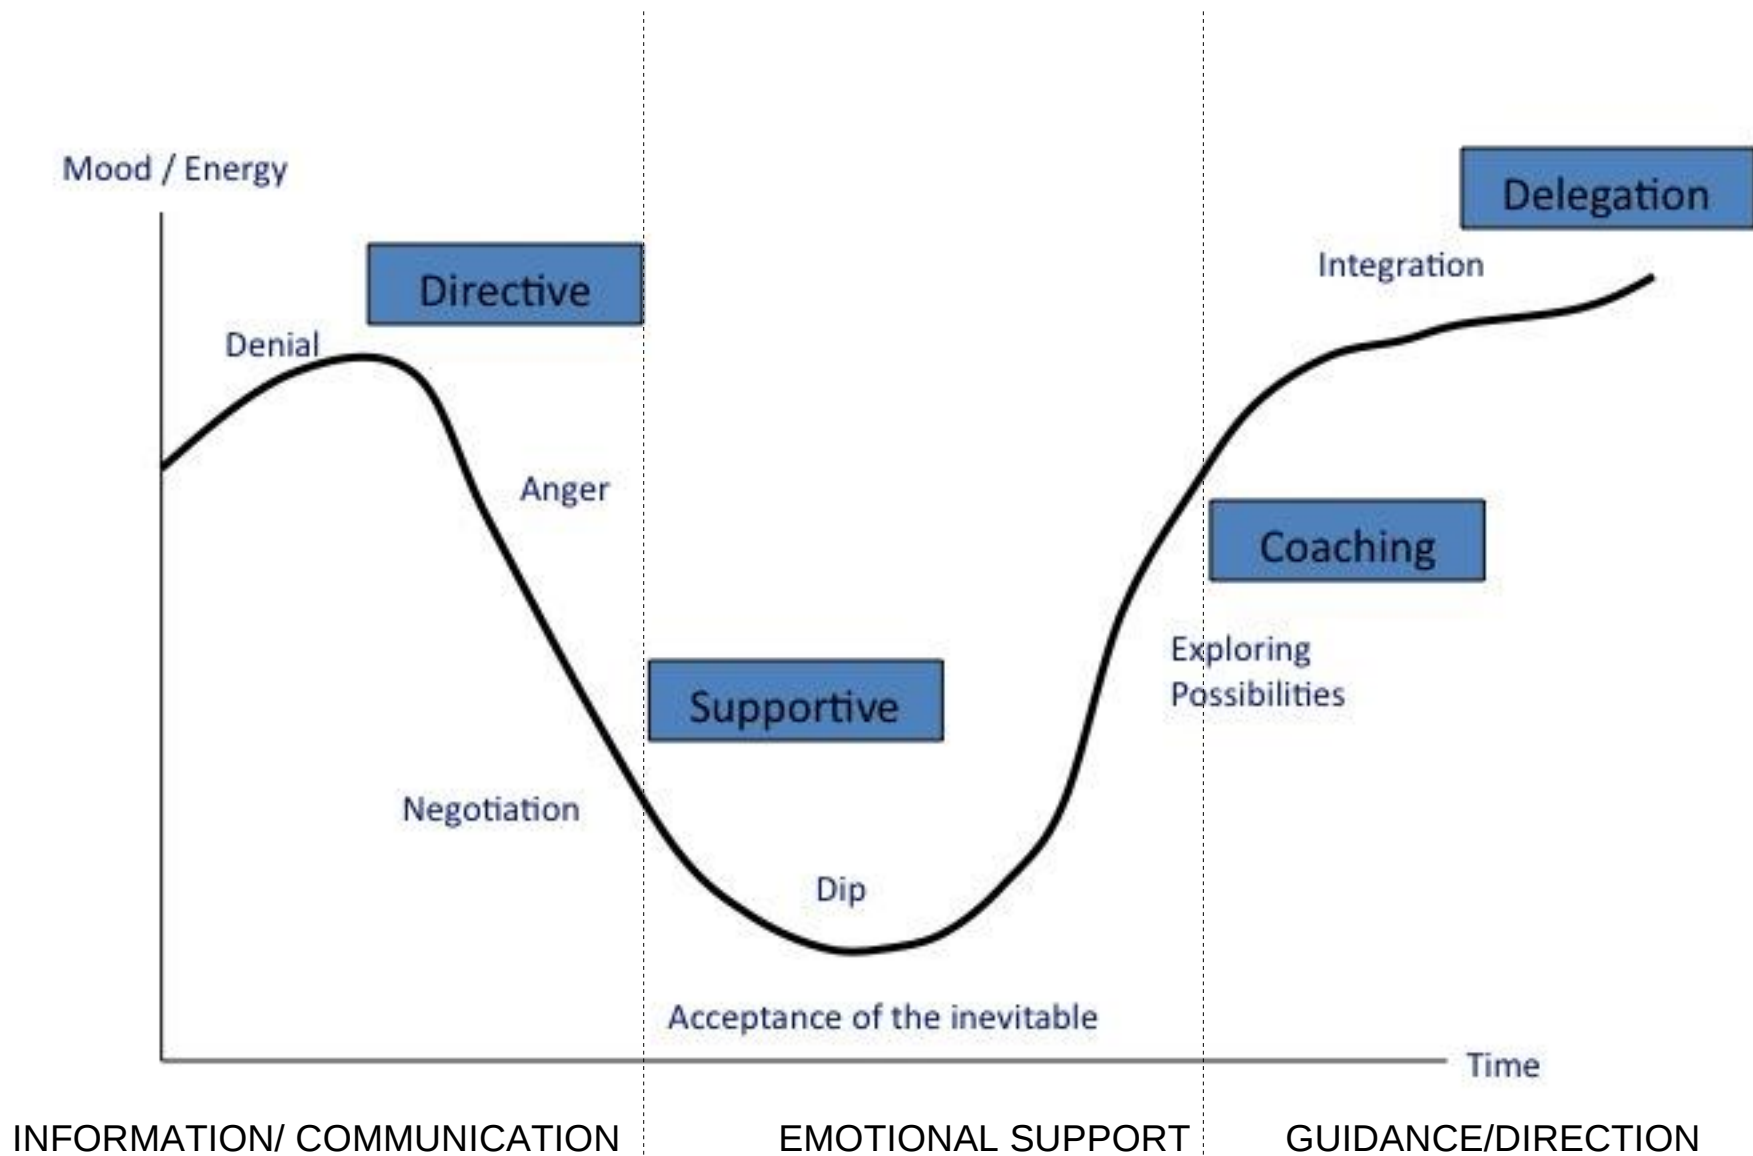 Mood / Energy
Delegation
Directive
Integration
Denial
Anger
Coaching
Exploring
Possibilities
Supportive
Negotiation
Dip
Acceptance of the inevitable
Time
INFORMATION/ COMMUNICATION
EMOTIONAL SUPPORT
GUIDANCE/DIRECTION